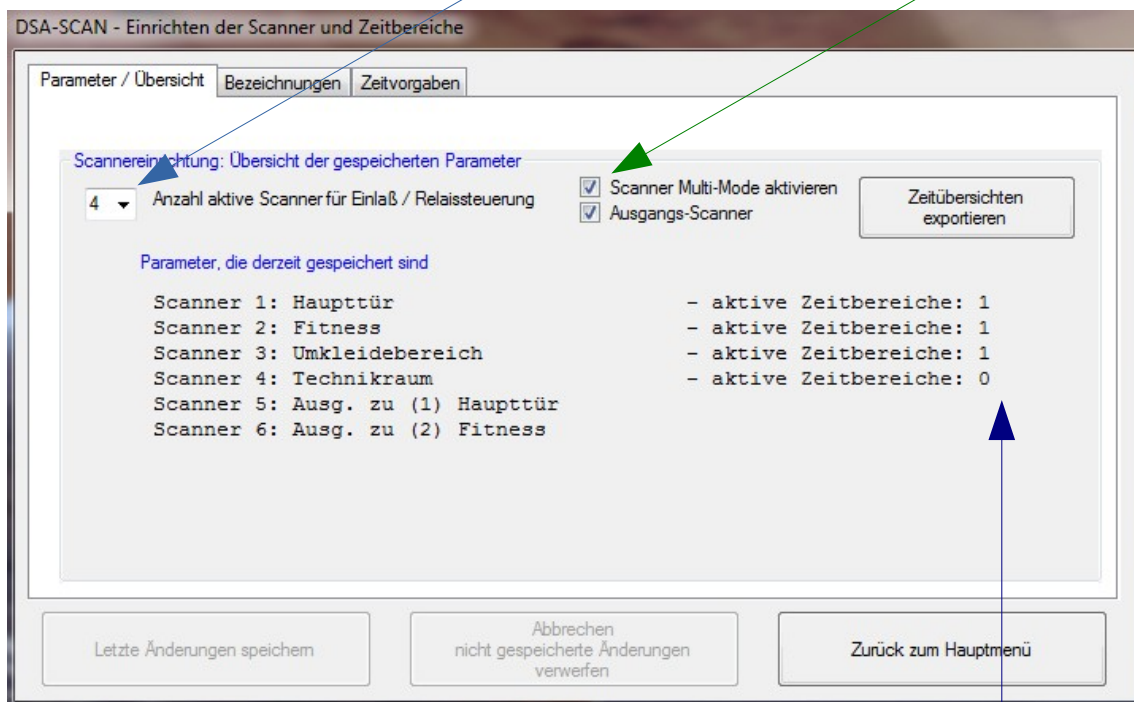 DSA-SCAN - Einrichten der Scanner und Zeitbereiche
Parameter / Übersicht Bezeichnungen Zeitvorgaben
Scannereinrichtung: Übersicht der gespeicherten Parameter
4 Anzahl aktive Scanner für Einlaß / Relaissteuerung
Scanner Multi-Mode aktivieren
Ausgangs-Scanner
Zeitübersichten
exportieren
Parameter, die derzeit gespeichert sind
Scanner 1: Haupttür - aktive Zeitbereiche: 1
Scanner 2: Fitness - aktive Zeitbereiche: 1
Scanner 3: Umkleidebereich - aktive Zeitbereiche: 1
Scanner 4: Technikraum - aktive Zeitbereiche: 0
Scanner 5: Ausg. zu (1) Haupttür
Scanner 6: Ausg. zu (2) Fitness
Letzte Änderungen speichern
Abbrechen
nicht gespeicherte Änderungen
verwerfen
Zurück zum Hauptmenü